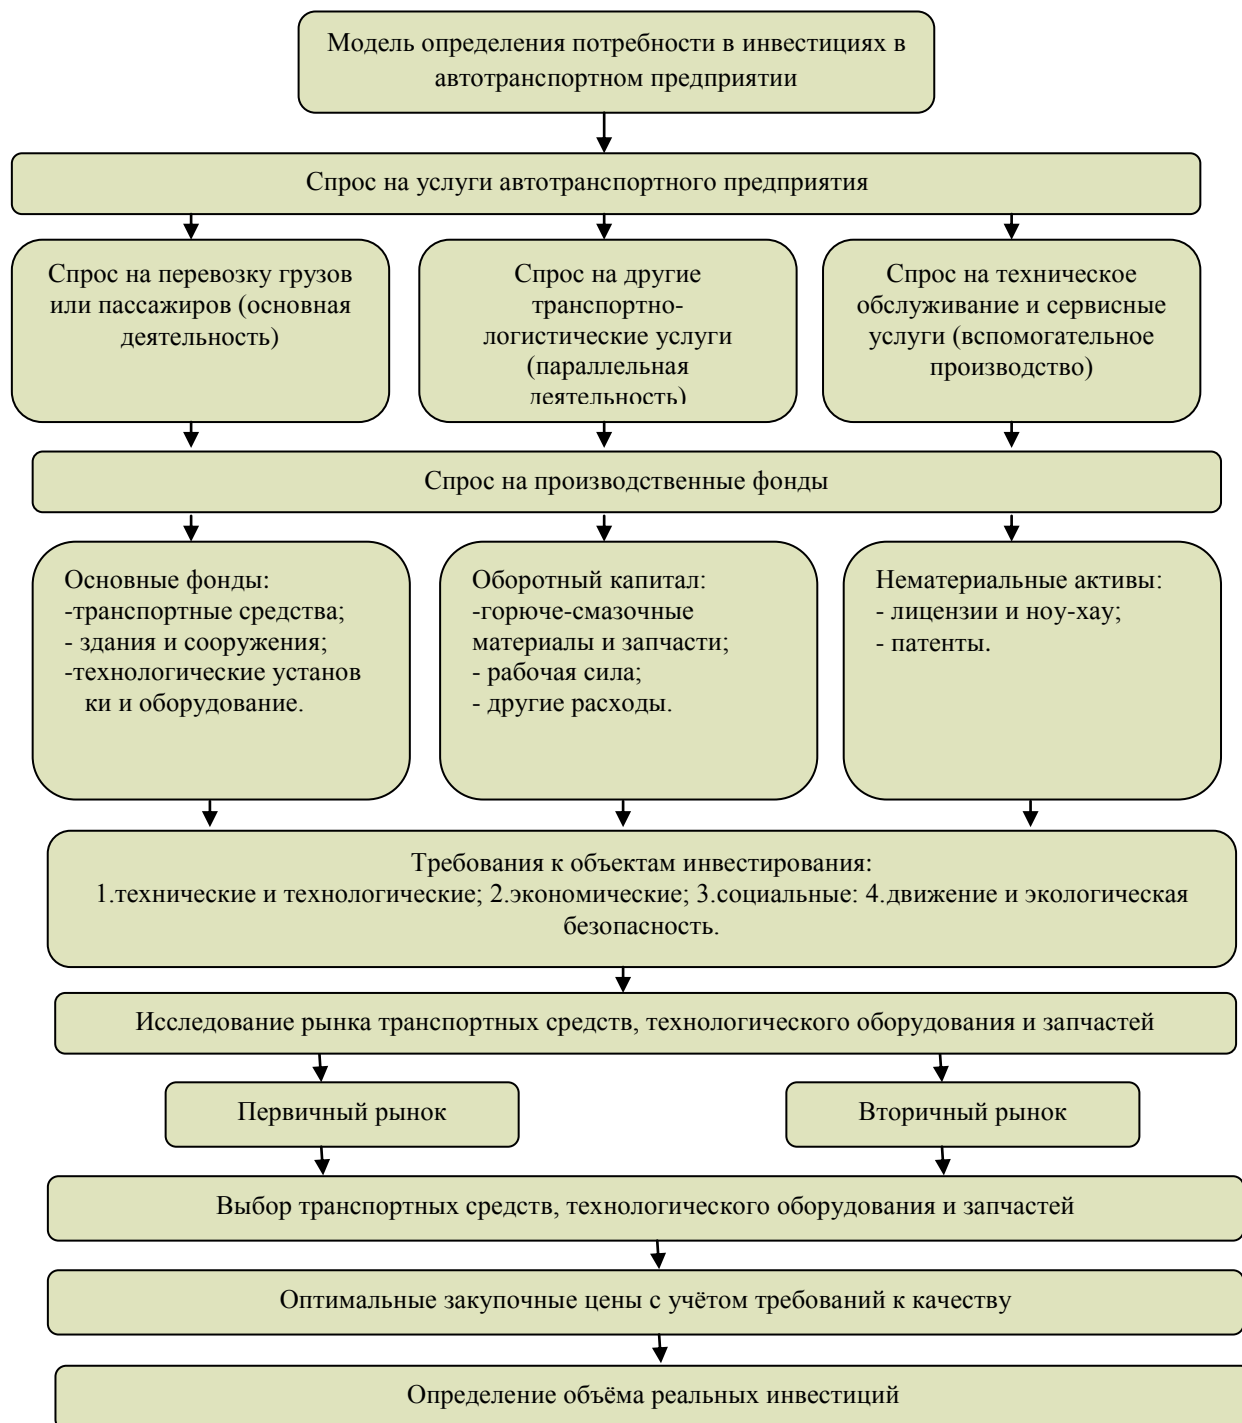 Модель определения потребности в инвестициях в
автотранспортном предприятии
Спрос на услуги автотранспортного предприятия
Спрос на перевозку грузов
или пассажиров (основная
деятельность)
Спрос на другие
транспортно-
логистические услуги
(параллельная
деятельность)
Спрос на техническое
обслуживание и сервисные
услуги (вспомогательное
производство)
Спрос на производственные фонды
Основные фонды:
-транспортные средства;
- здания и сооружения;
-технологические установ
ки и оборудование.
Оборотный капитал:
-горюче-смазочные
материалы и запчасти;
- рабочая сила;
- другие расходы.
Нематериальные активы:
- лицензии и ноу-хау;
- патенты.
Требования к объектам инвестирования:
1.технические и технологические; 2.экономические; 3.социальные: 4.движение и экологическая
безопасность.
Исследование рынка транспортных средств, технологического оборудования и запчастей
Первичный рынок
Вторичный рынок
Выбор транспортных средств, технологического оборудования и запчастей
Оптимальные закупочные цены с учётом требований к качеству
Определение объёма реальных инвестиций